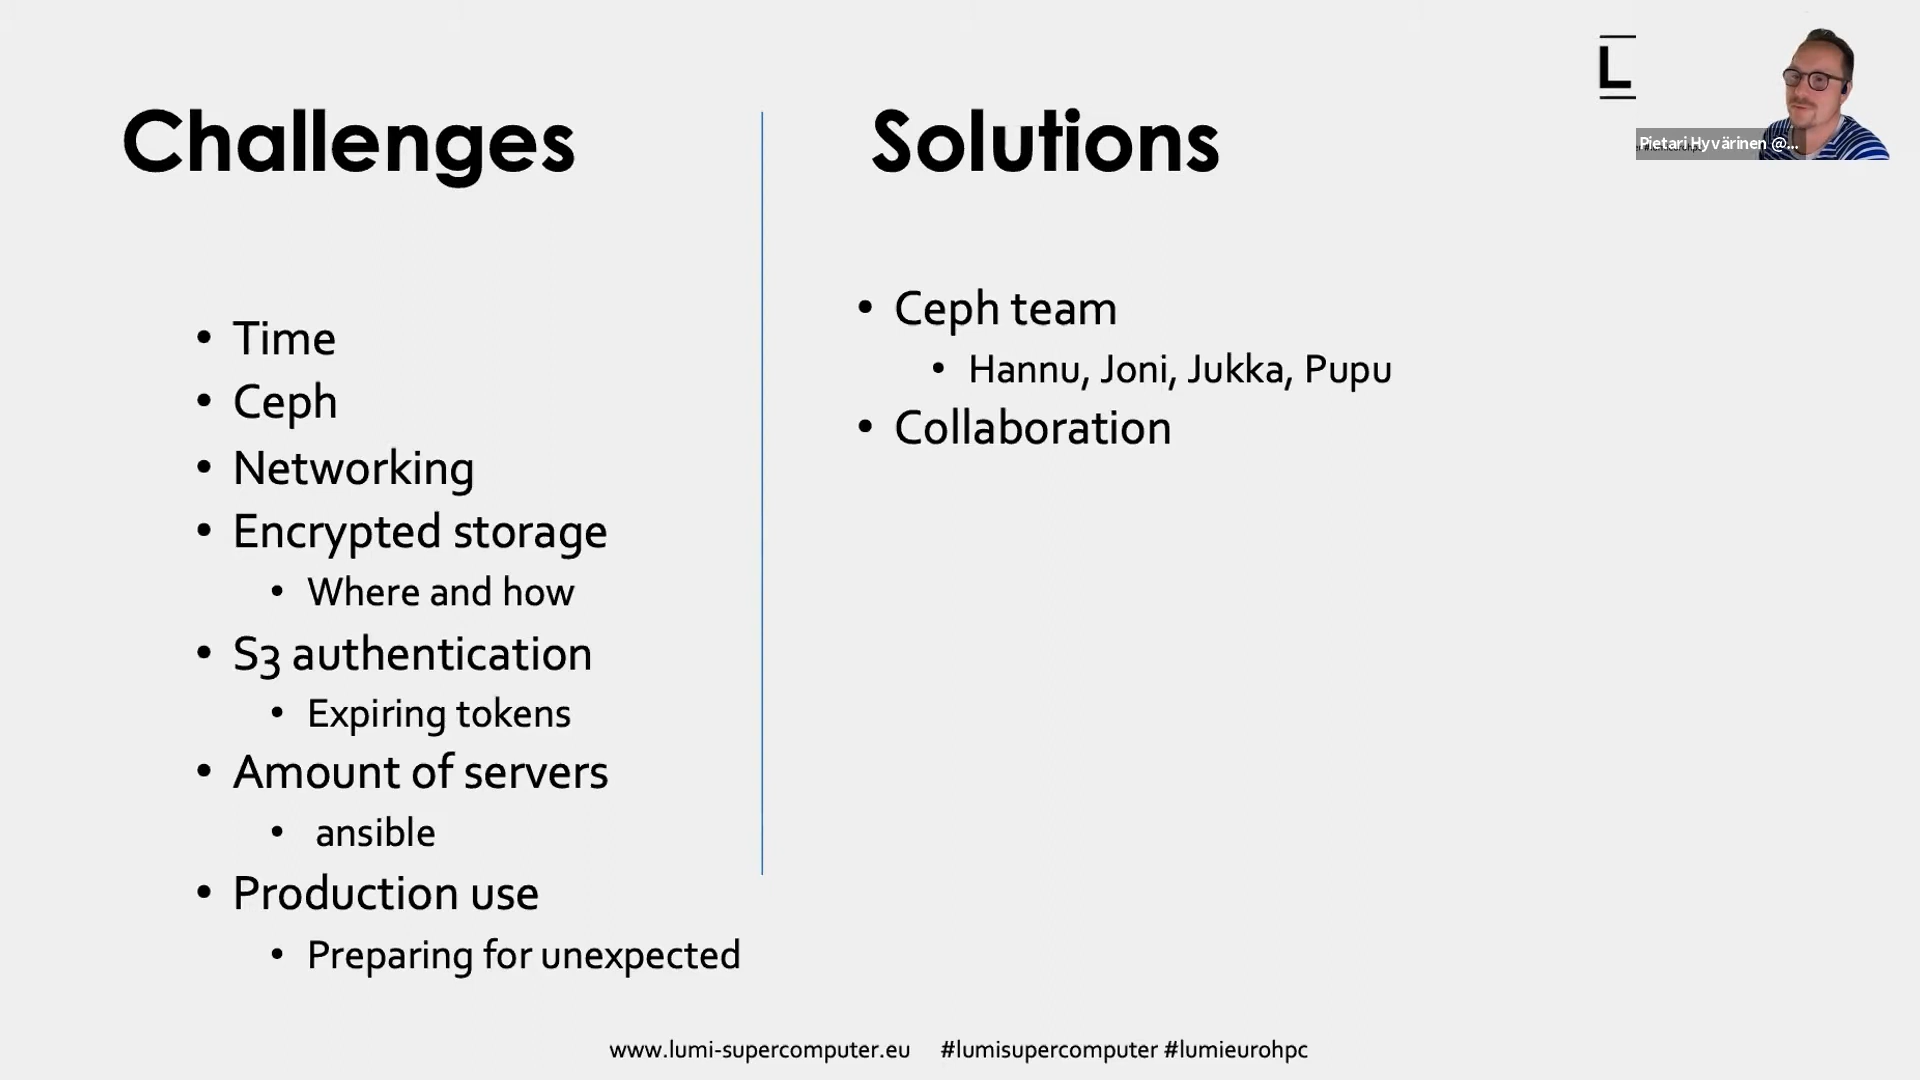 Challenges
Time
Ceph
Networking
Encrypted storage
Where and how
S3 authentication
Expiring tokens
Amount of servers
ansible
Production use
Preparing for unexpected
Solutions
Ceph team
Hannu, Joni, Jukka, Pupu
Collaboration
L
Pietari Hyvärinen @...
www.lumi-supercomputer.eu #lumisupercomputer #lumieurohpc